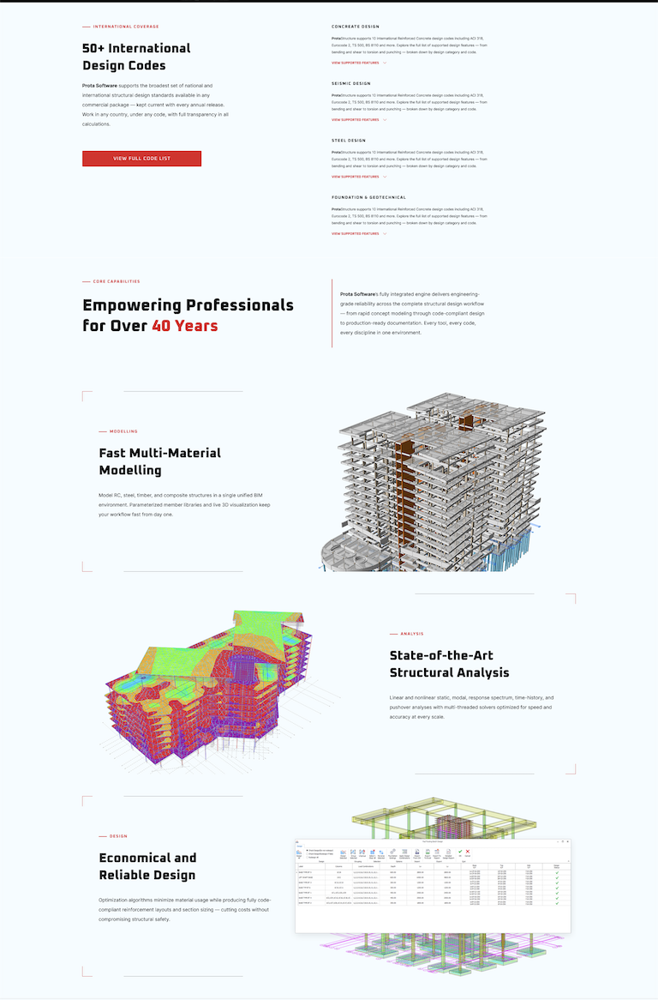 INTERNATIONAL COVERAGE
50+ International
Design Codes
Prota Software supports the broadest set of national and
international structural design standards available in any
commercial package — kept current with every annual release.
Work in any country, under any code, with full transparency in all
calculations.
VIEW FULL CODE LIST
CONCREATE DESIGN
ProtaStructure supports 10 International Reinforced Concrete design codes including ACI 318,
Eurocode 2, TS 500, BS 8110 and more. Explore the full list of supported design features — from
bending and shear to torsion and punching — broken down by design category and code.
VIEW SUPPORTED FEATURES
SEISMIC DESIGN
ProtaStructure supports 10 International Reinforced Concrete design codes including ACI 318,
Eurocode 2, TS 500, BS 8110 and more. Explore the full list of supported design features — from
bending and shear to torsion and punching — broken down by design category and code.
VIEW SUPPORTED FEATURES
STEEL DESIGN
ProtaStructure supports 10 International Reinforced Concrete design codes including ACI 318,
Eurocode 2, TS 500, BS 8110 and more. Explore the full list of supported design features — from
bending and shear to torsion and punching — broken down by design category and code.
VIEW SUPPORTED FEATURES
FOUNDATION & GEOTECHNICAL
ProtaStructure supports 10 International Reinforced Concrete design codes including ACI 318,
Eurocode 2, TS 500, BS 8110 and more. Explore the full list of supported design features — from
bending and shear to torsion and punching — broken down by design category and code.
VIEW SUPPORTED FEATURES
CORE CAPABILITIES
Empowering Professionals
for Over 40 Years
Prota Software's fully integrated engine delivers engineering-
grade reliability across the complete structural design workflow
— from rapid concept modeling through code-compliant design
to production-ready documentation. Every tool, every code,
every discipline in one environment.
MODELLING
Fast Multi-Material
Modelling
Model RC, steel, timber, and composite structures in a single unified BIM
environment. Parameterized member libraries and live 3D visualization keep
your workflow fast from day one.
ANALYSIS
State-of-the-Art
Structural Analysis
Linear and nonlinear static, modal, response spectrum, time-history, and
pushover analyses with multi-threaded solvers optimized for speed and
accuracy at every scale.
DESIGN
Economical and
Reliable Design
Optimization algorithms minimize material usage while producing fully code-
compliant reinforcement layouts and section sizing — cutting costs without
compromising structural safety.